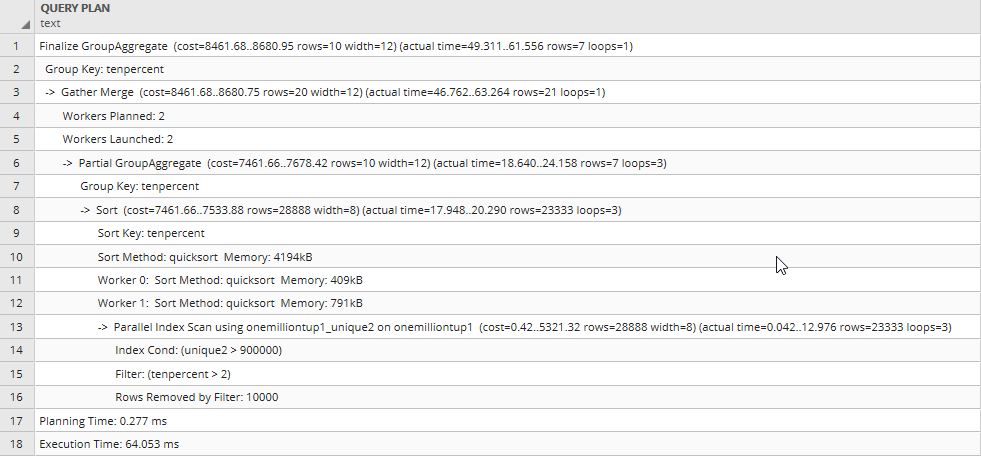 QUERY PLAN
text
1 Finalize GroupAggregate (cost=8461.68..8680.95 rows=10 width=12) (actual time=49.311..61.556 rows=7 loops=1)
2 Group Key: tenpercent
3 -> Gather Merge (cost=8461.68..8680.75 rows=20 width=12) (actual time=46.762..63.264 rows=21 loops=1)
4 Workers Planned: 2
5 Workers Launched: 2
6 -> Partial GroupAggregate (cost=7461.66..7678.42 rows=10 width=12) (actual time=18.640..24.158 rows=7 loops=3)
7 Group Key: tenpercent
8 -> Sort (cost=7461.66..7533.88 rows=28888 width=8) (actual time=17.948..20.290 rows=23333 loops=3)
9 Sort Key: tenpercent
10 Sort Method: quicksort Memory: 4194kB
11 Worker 0: Sort Method: quicksort Memory: 409kB
12 Worker 1: Sort Method: quicksort Memory: 791kB
13 -> Parallel Index Scan using onemilliontup1_unique2 on onemilliontup1 (cost=0.42..5321.32 rows=28888 width=8) (actual time=0.042..12.976 rows=23333 loops=3)
14 Index Cond: (unique2 > 900000)
15 Filter: (tenpercent > 2)
16 Rows Removed by Filter: 10000
17 Planning Time: 0.277 ms
18 Execution Time: 64.053 ms